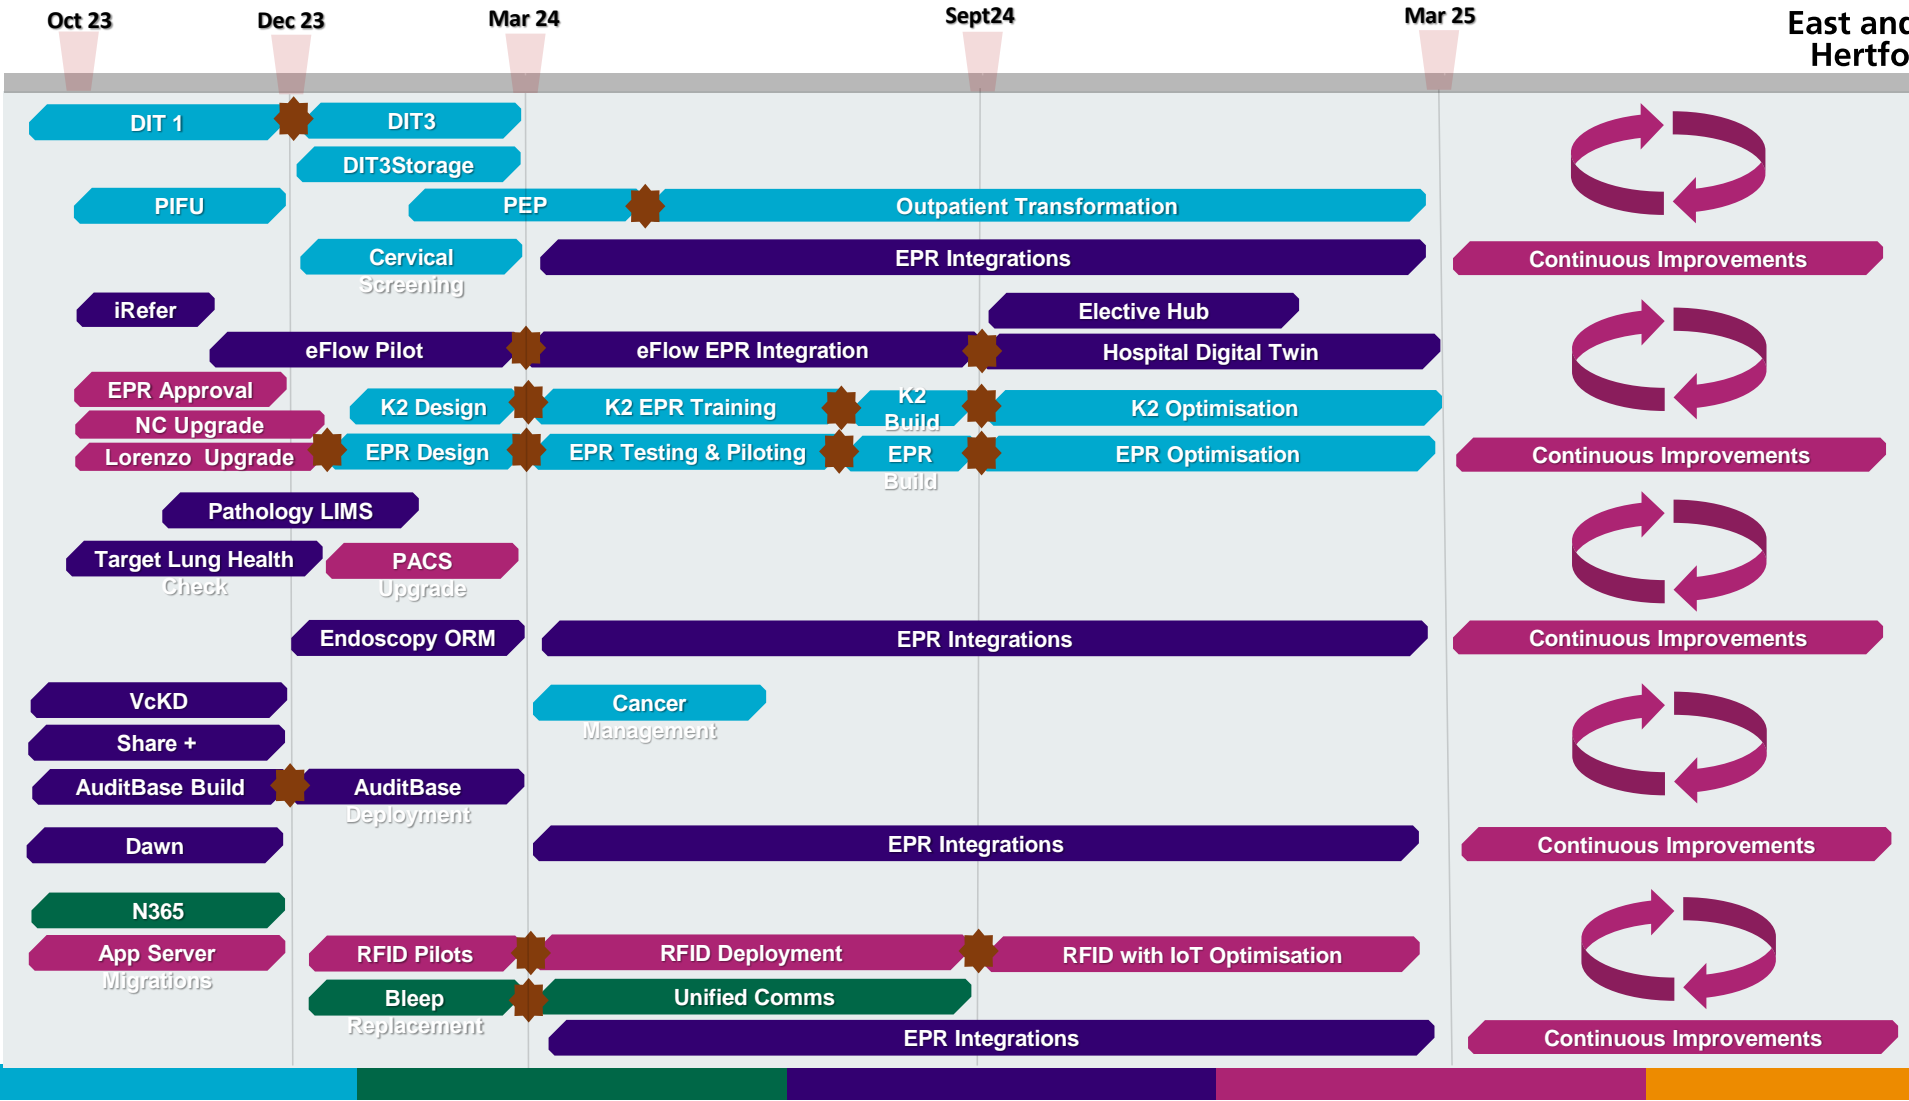 Oct 23
Dec 23
Mar 24
Sept24
Mar 25
East and
Hertfo
DIT 1
DIT3
DIT3Storage
PIFU
PEP
Outpatient Transformation
Cervical
Screening
EPR Integrations
Continuous Improvements
iRefer
Elective Hub
eFlow Pilot
eFlow EPR Integration
Hospital Digital Twin
EPR Approval
NC Upgrade
Lorenzo  Upgrade
K2 Design
K2 EPR Training
K2
Build
K2 Optimisation
EPR Design
EPR Testing & Piloting
EPR
Build
EPR Optimisation
Continuous Improvements
Pathology LIMS
Target Lung Health
Check
PACS
Upgrade
Endoscopy ORM
EPR Integrations
Continuous Improvements
VcKD
Cancer
Management
Share +
AuditBase Build
AuditBase
Deployment
Dawn
EPR Integrations
Continuous Improvements
N365
App Server
Migrations
RFID Pilots
RFID Deployment
RFID with IoT Optimisation
Bleep
Replacement
Unified Comms
EPR Integrations
Continuous Improvements